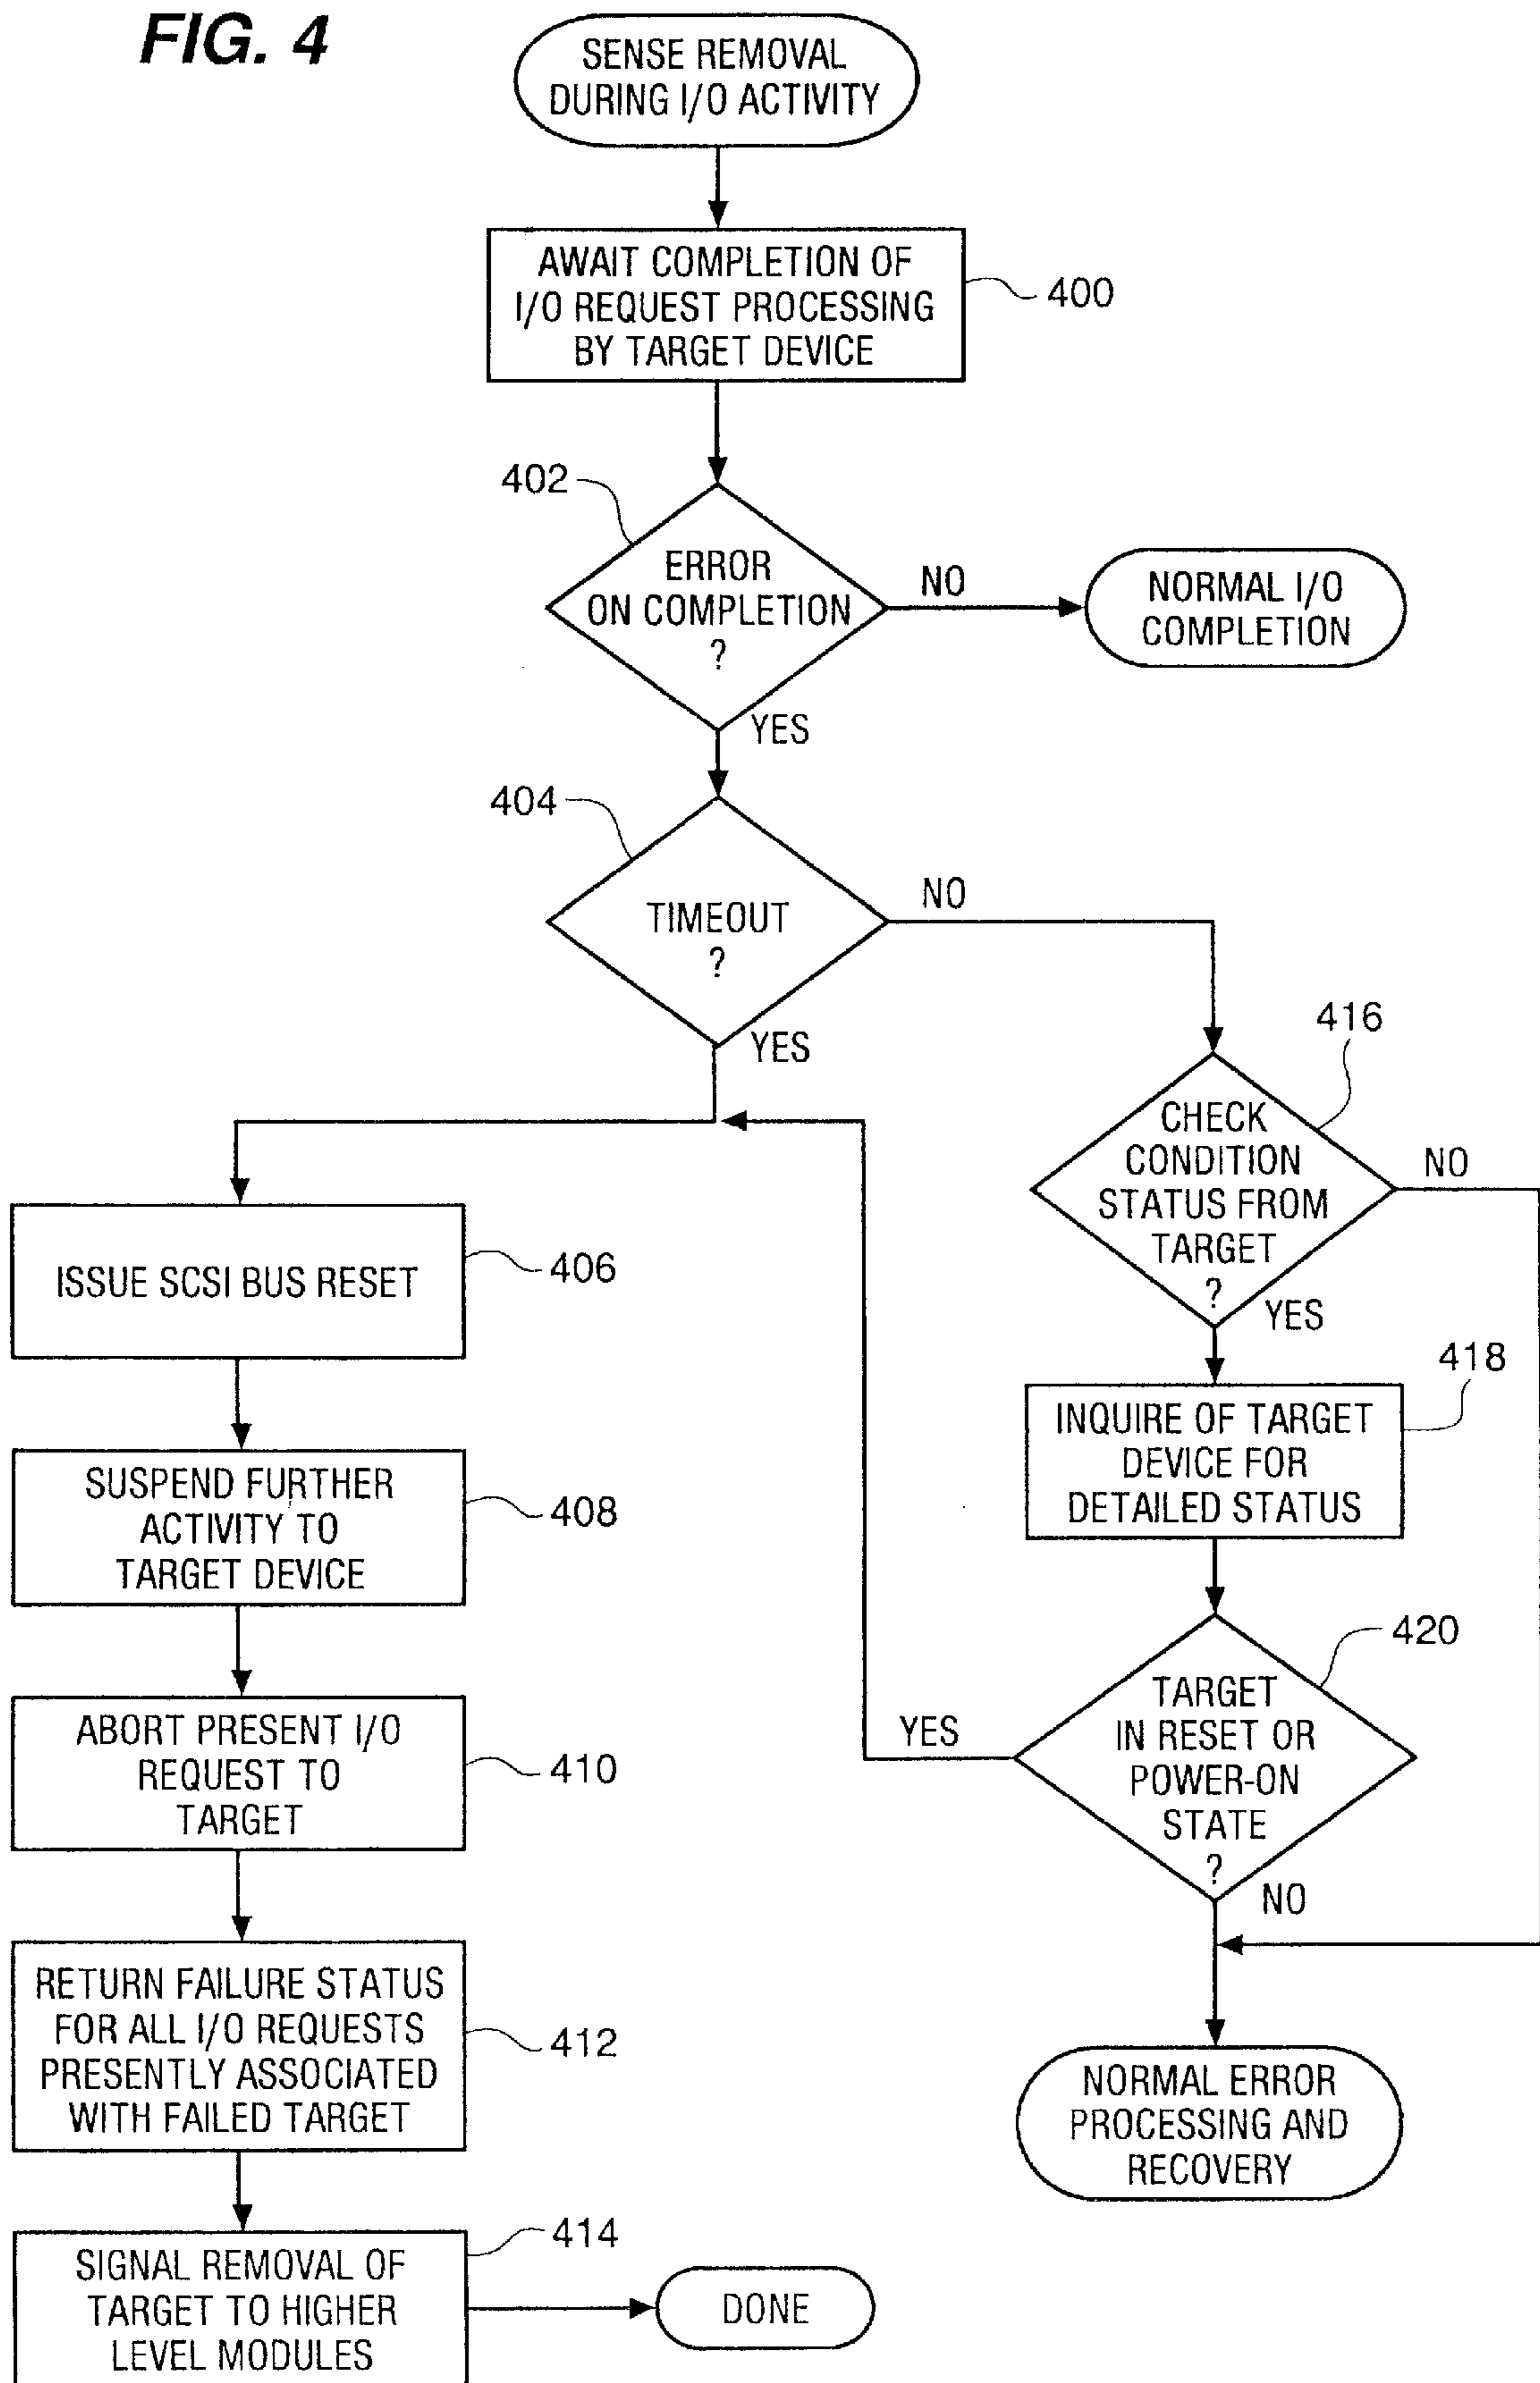 FIG. 4
SENSE REMOVAL
DURING I/O ACTIVITY
AWAIT COMPLETION OF
I/O REQUEST PROCESSING
BY TARGET DEVICE
400
402
ERROR
ON COMPLETION
?
NO
NORMAL I/O
COMPLETION
YES
404
TIMEOUT
?
NO
YES
416
CHECK
CONDITION
STATUS FROM
TARGET
?
NO
YES
ISSUE SCSI BUS RESET
406
418
INQUIRE OF TARGET
DEVICE FOR
DETAILED STATUS
SUSPEND FURTHER
ACTIVITY TO
TARGET DEVICE
408
420
TARGET
IN RESET OR
POWER-ON
STATE
?
YES
NO
ABORT PRESENT I/O
REQUEST TO
TARGET
410
RETURN FAILURE STATUS
FOR ALL I/O REQUESTS
PRESENTLY ASSOCIATED
WITH FAILED TARGET
412
NORMAL ERROR
PROCESSING AND
RECOVERY
SIGNAL REMOVAL OF
TARGET TO HIGHER
LEVEL MODULES
414
DONE